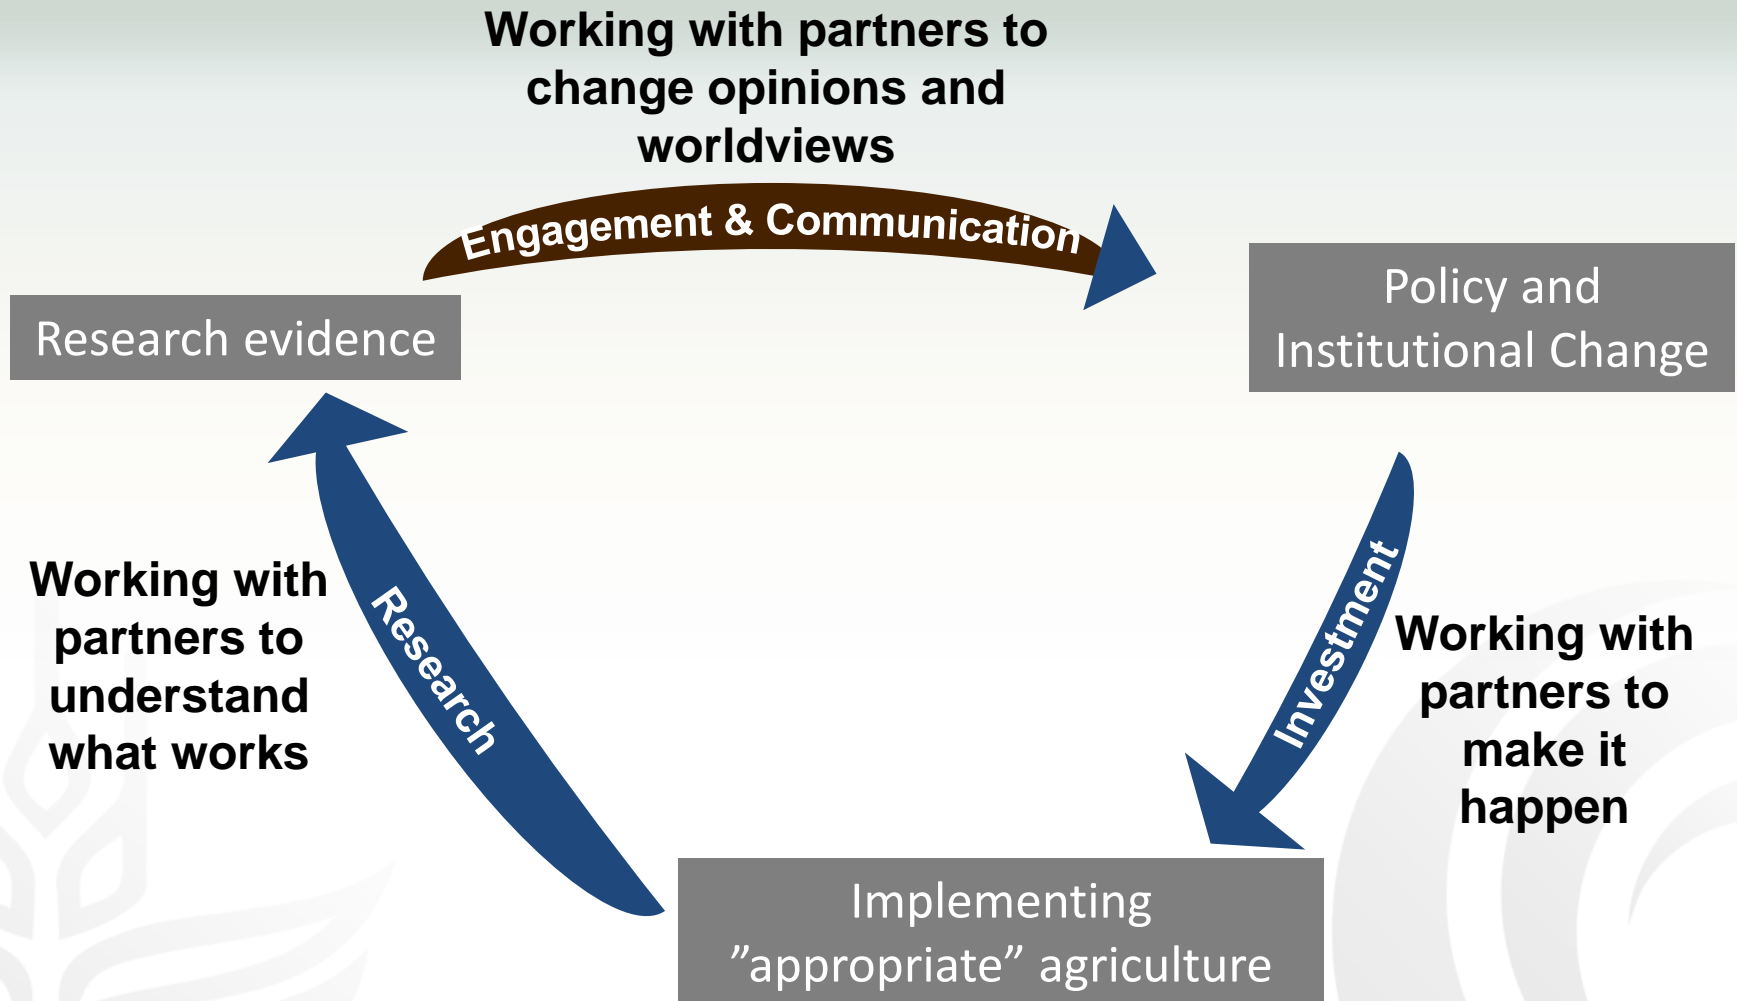 Working with partners to
change opinions and
worldviews
Engagement & Communication
Research evidence
Policy and
Institutional Change
Working with
partners to
understand
what works
Research
Investment
Working with
partners to
make it
happen
Implementing
”appropriate” agriculture